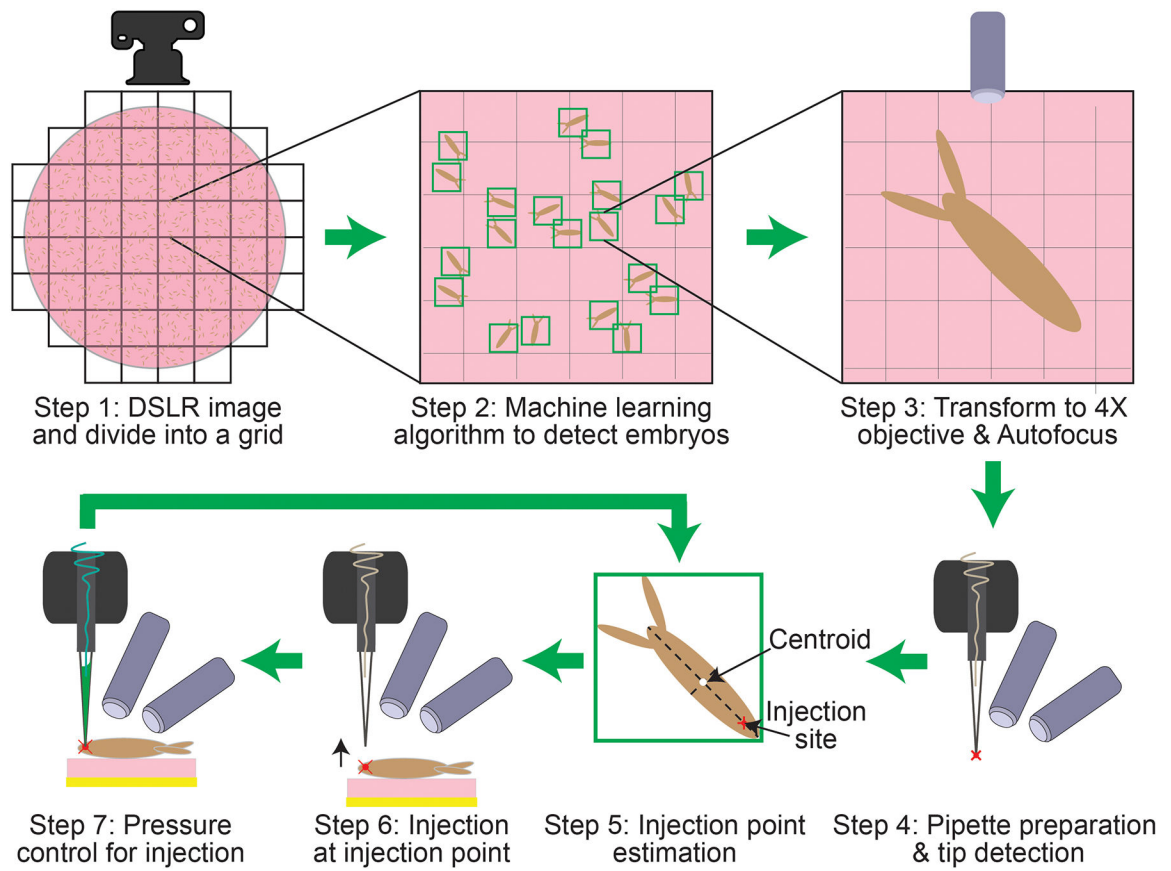 Step 1: DSLR image
and divide into a grid
Step 2: Machine learning
algorithm to detect embryos
Step 3: Transform to 4X
objective & Autofocus
Centroid
Injection
site
Step 7: Pressure
control for injection
Step 6: Injection
at injection point
Step 5: Injection point
estimation
Step 4: Pipette preparation
& tip detection